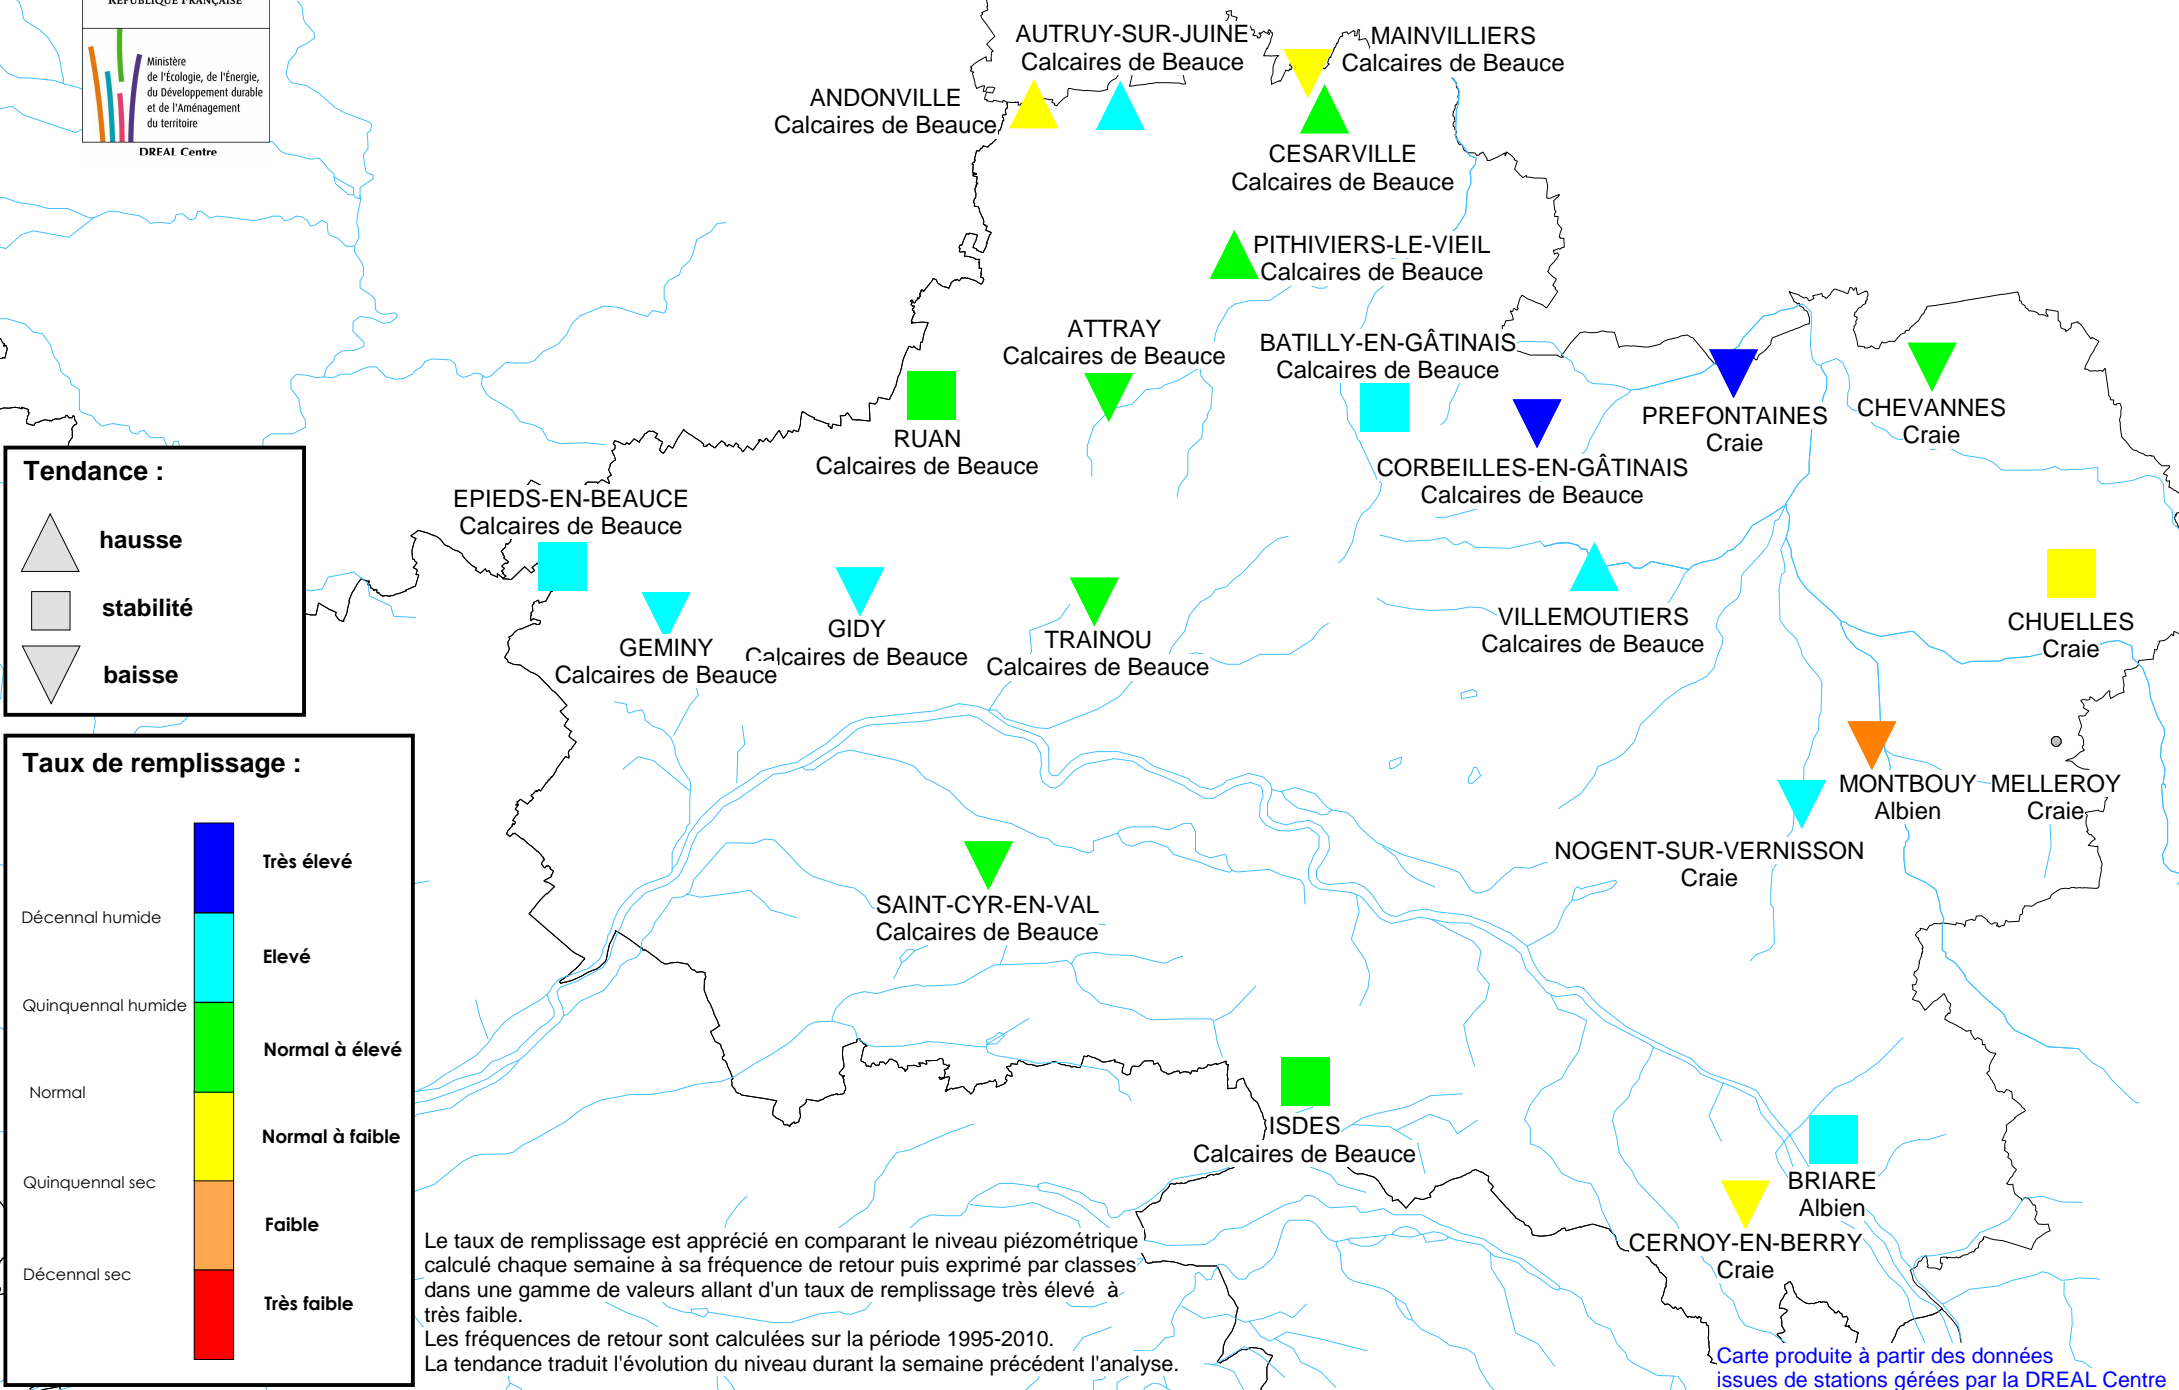 RÉPUBLIQUE FRANÇAISE
Ministère
de l'Écologie, de l'Énergie,
du Développement durable
et de l'Aménagement
du territoire
DREAL Centre
AUTRUY-SUR-JUINE
Calcaires de Beauce
MAINVILLIERS
Calcaires de Beauce
ANDONVILLE
Calcaires de Beauce
CESARVILLE
Calcaires de Beauce
PITHIVIERS-LE-VIEIL
Calcaires de Beauce
ATTRAY
Calcaires de Beauce
BATILLY-EN-GÂTINAIS
Calcaires de Beauce
RUAN
Calcaires de Beauce
PREFONTAINES
Craie
CHEVANNES
Craie
CORBEILLES-EN-GÂTINAIS
Calcaires de Beauce
EPIEDS-EN-BEAUCE
Calcaires de Beauce
GEMINY
Calcaires de Beauce
GIDY
Calcaires de Beauce
TRAINOU
Calcaires de Beauce
VILLEMOUTIERS
Calcaires de Beauce
CHUELLES
Craie
MONTBOUY
Albien
MELLEROY
Craie
NOGENT-SUR-VERNISSON
Craie
SAINT-CYR-EN-VAL
Calcaires de Beauce
ISDES
Calcaires de Beauce
BRIARE
Albien
CERNOY-EN-BERRY
Craie
Tendance :
hausse
stabilité
baisse
Taux de remplissage :
Très élevé
Décennal humide
Elevé
Quinquennal humide
Normal à élevé
Normal
Normal à faible
Quinquennal sec
Faible
Décennal sec
Très faible
Le taux de remplissage est apprécié en comparant le niveau piézométrique
calculé chaque semaine à sa fréquence de retour puis exprimé par classes
dans une gamme de valeurs allant d'un taux de remplissage très élevé à
très faible.
Les fréquences de retour sont calculées sur la période 1995-2010.
La tendance traduit l'évolution du niveau durant la semaine précédent l'analyse.
Carte produite à partir des données
issues de stations gérées par la DREAL Centre